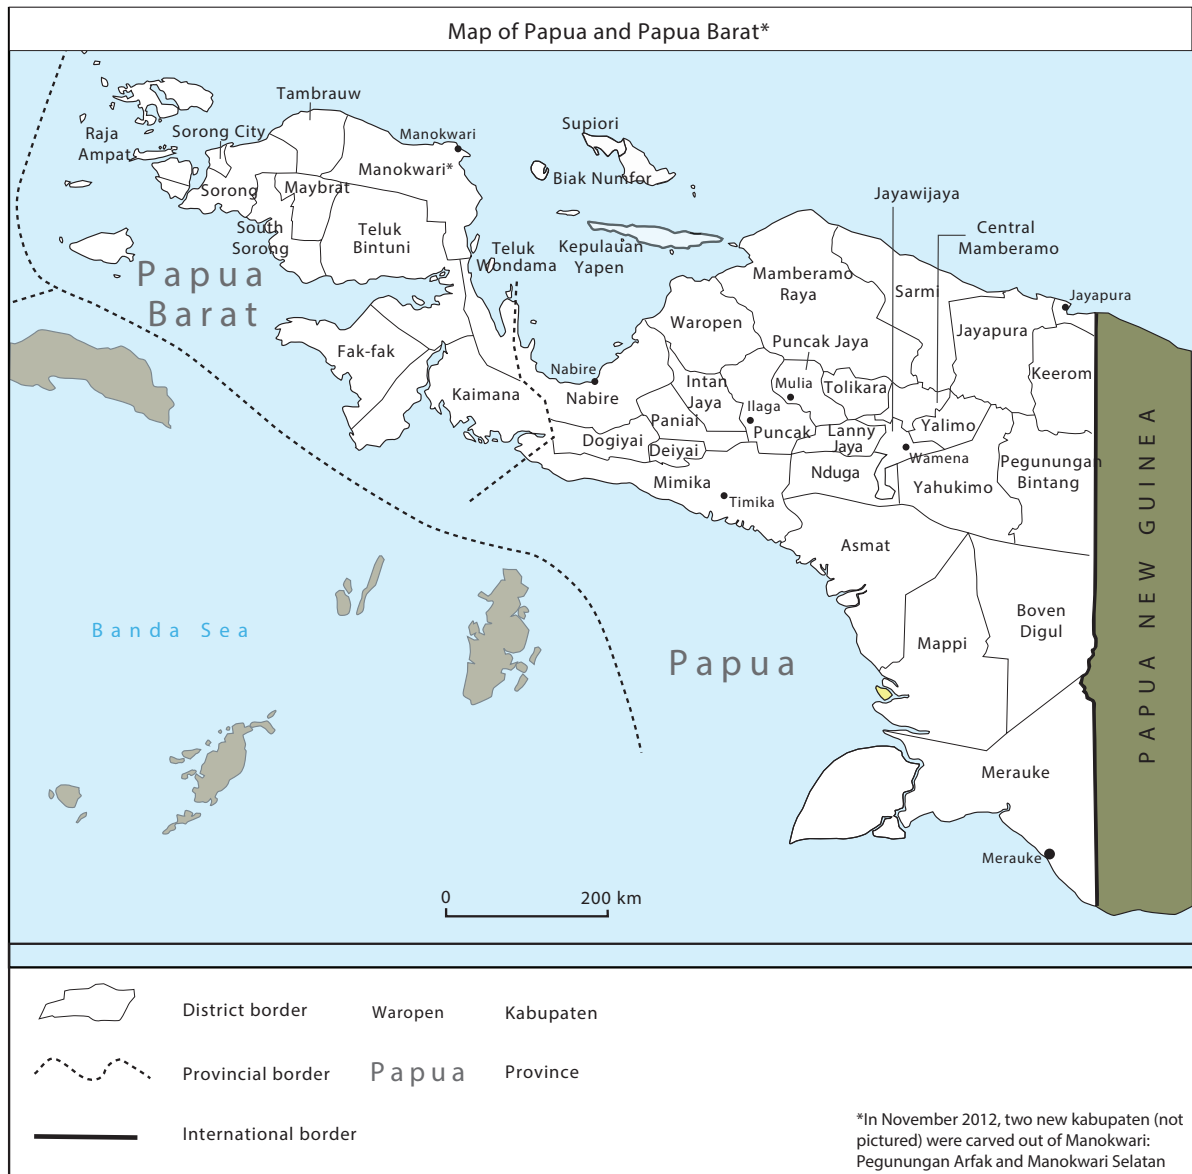 Map of Papua and Papua Barat*
Tambrauw
Raja
Ampat
Sorong City
Manokwari
Supiori
Manokwari*
Biak Numfor
Sorong
Maybrat
Jayawijaya
South
Sorong
Teluk
Bintuni
Teluk
Wondama
Kepulauan
Yapen
Central
Mamberamo
Papua
Barat
Mamberamo
Raya
Sarmi
Jayapura
Waropen
Jayapura
Fak-fak
Puncak Jaya
Keerom
Nabire
Kaimana
Nabire
Intan
Jaya
Mulia
Tolikara
Ilaga
Paniai
Puncak
Lanny
Jaya
Yalimo
Dogiyai
Deiyai
Wamena
Pegunungan
Bintang
Mimika
Nduga
Yahukimo
Timika
Asmat
PAPUA NEW GUINEA
Banda Sea
Boven
Digul
Papua
Mappi
Merauke
Merauke
0 200 km
District border Waropen Kabupaten
Provincial border Papua Province
International border
*In November 2012, two new kabupaten (not
pictured) were carved out of Manokwari:
Pegunungan Arfak and Manokwari Selatan